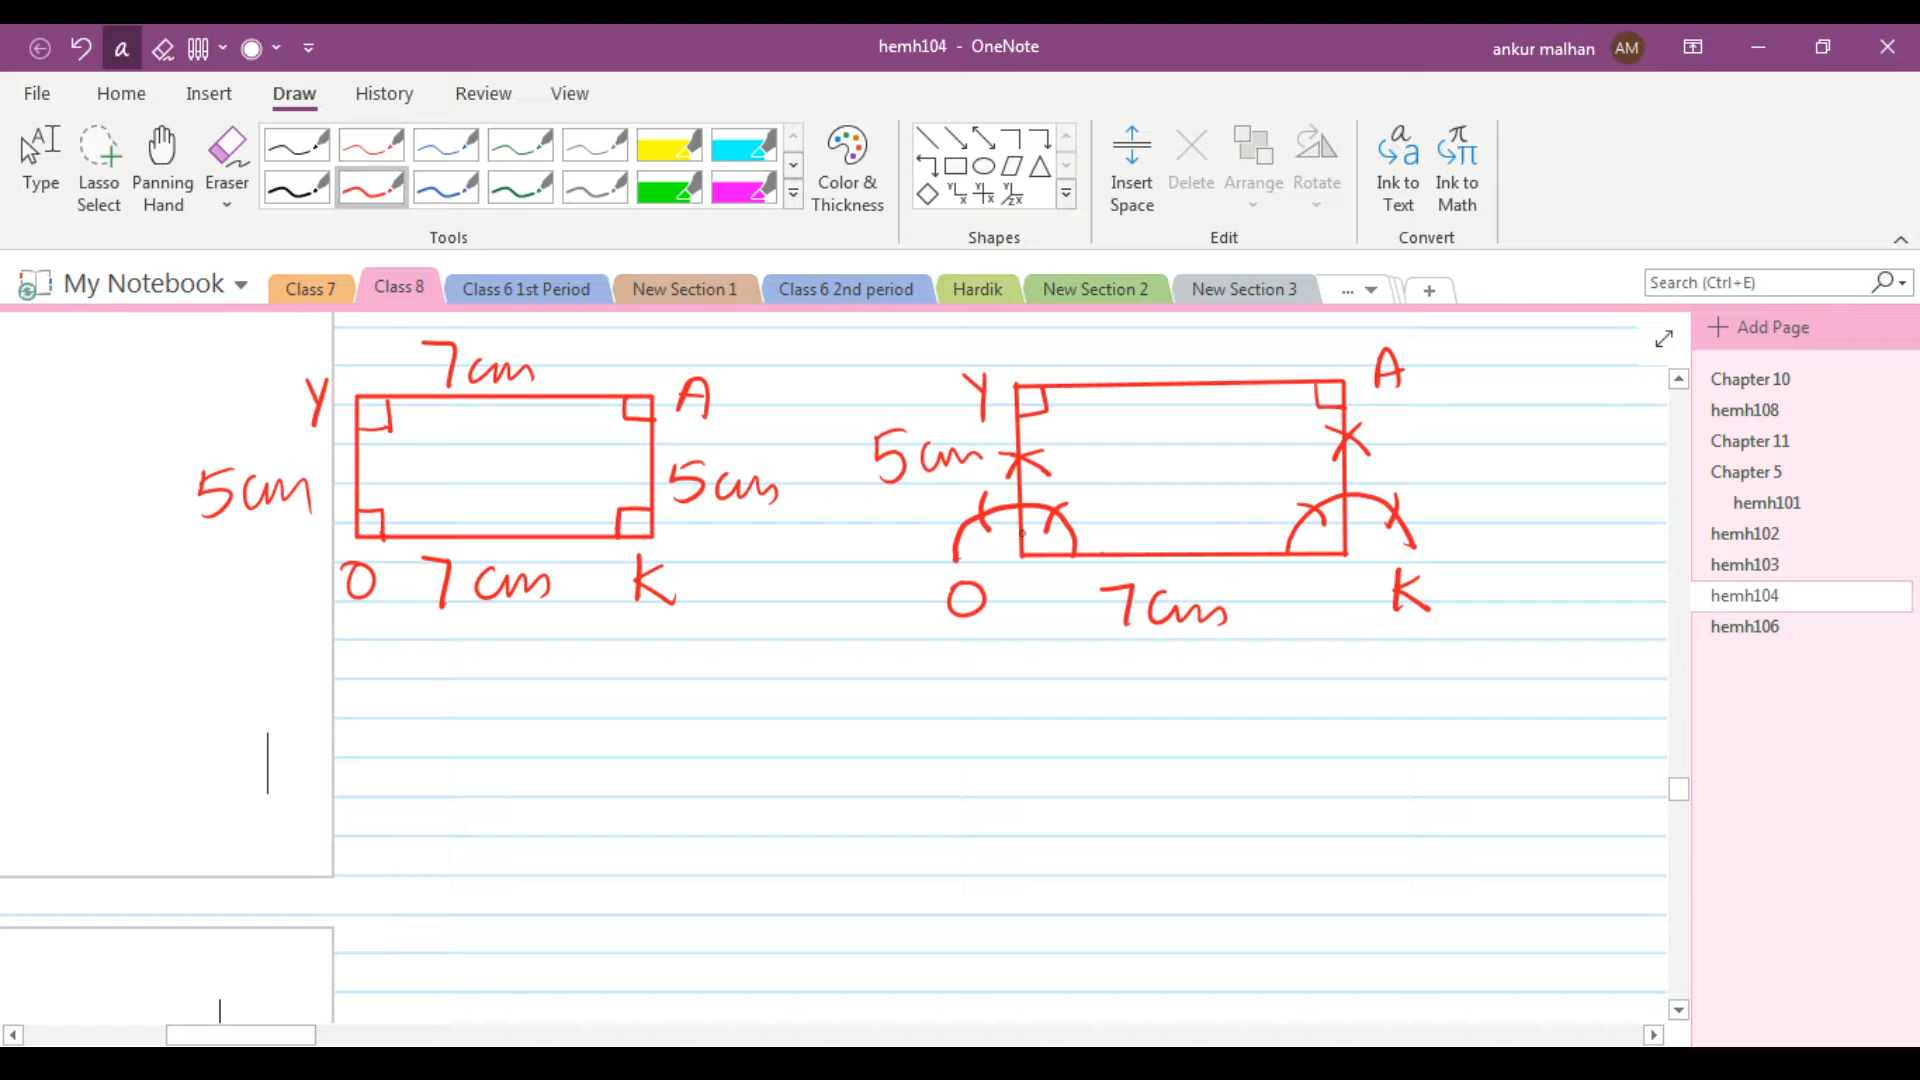 hemh104 - OneNote
ankur malhan AM
File Home Insert Draw History Review View
Type
Lasso Select
Panning Hand
Eraser
Color & Thickness
Insert Space
Delete
Arrange
Rotate
Ink to Text
Ink to Math
Tools
Shapes
Edit
Convert
My Notebook
Class 7 Class 8 Class 6 1st Period New Section 1 Class 6 2nd period Hardik New Section 2 New Section 3 ...
Search (Ctrl+E)
Add Page
Chapter 10
hemh108
Chapter 11
Chapter 5
hemh101
hemh102
hemh103
hemh104
hemh106
7cm
Y A
5cm 5cm
O 7cm K
Y A
5cm
O 7cm K